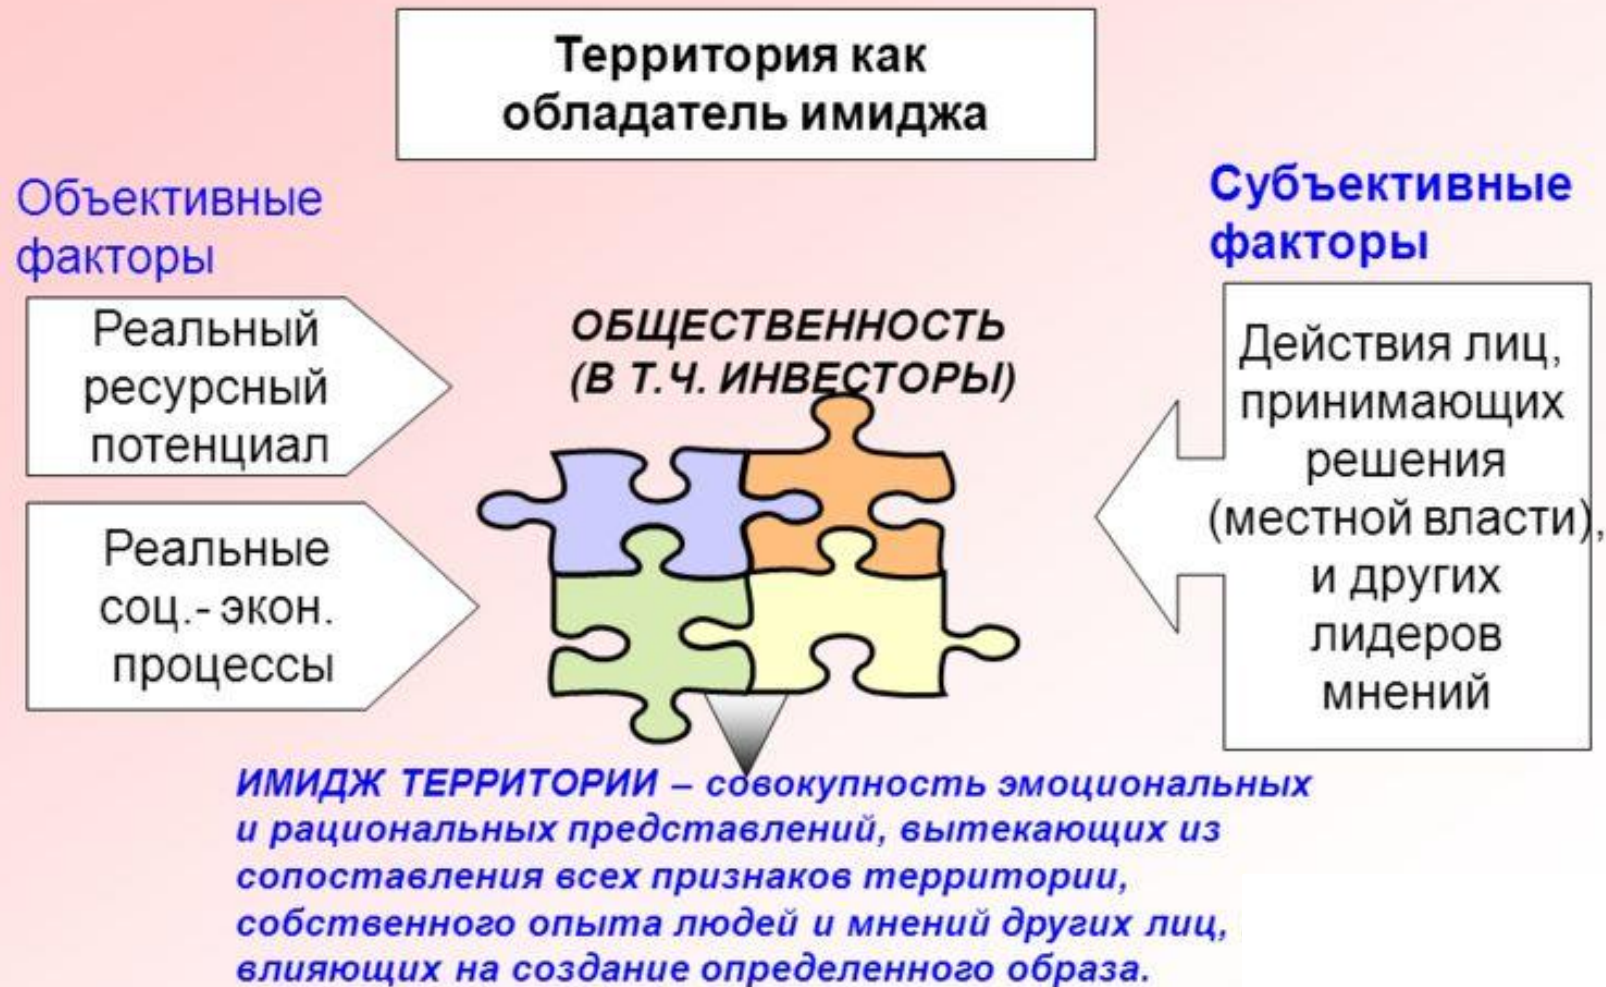 Территория как
обладатель имиджа
Объективные
факторы
Реальный
ресурсный
потенциал
Реальные
соц.- экон.
процессы
ОБЩЕСТВЕННОСТЬ
(В Т.Ч. ИНВЕСТОРЫ)
Субъективные
факторы
Действия лиц,
принимающих
решения
(местной власти),
и других
лидеров
мнений
ИМИДЖ ТЕРРИТОРИИ – совокупность эмоциональных
и рациональных представлений, вытекающих из
сопоставления всех признаков территории,
собственного опыта людей и мнений других лиц,
влияющих на создание определенного образа.